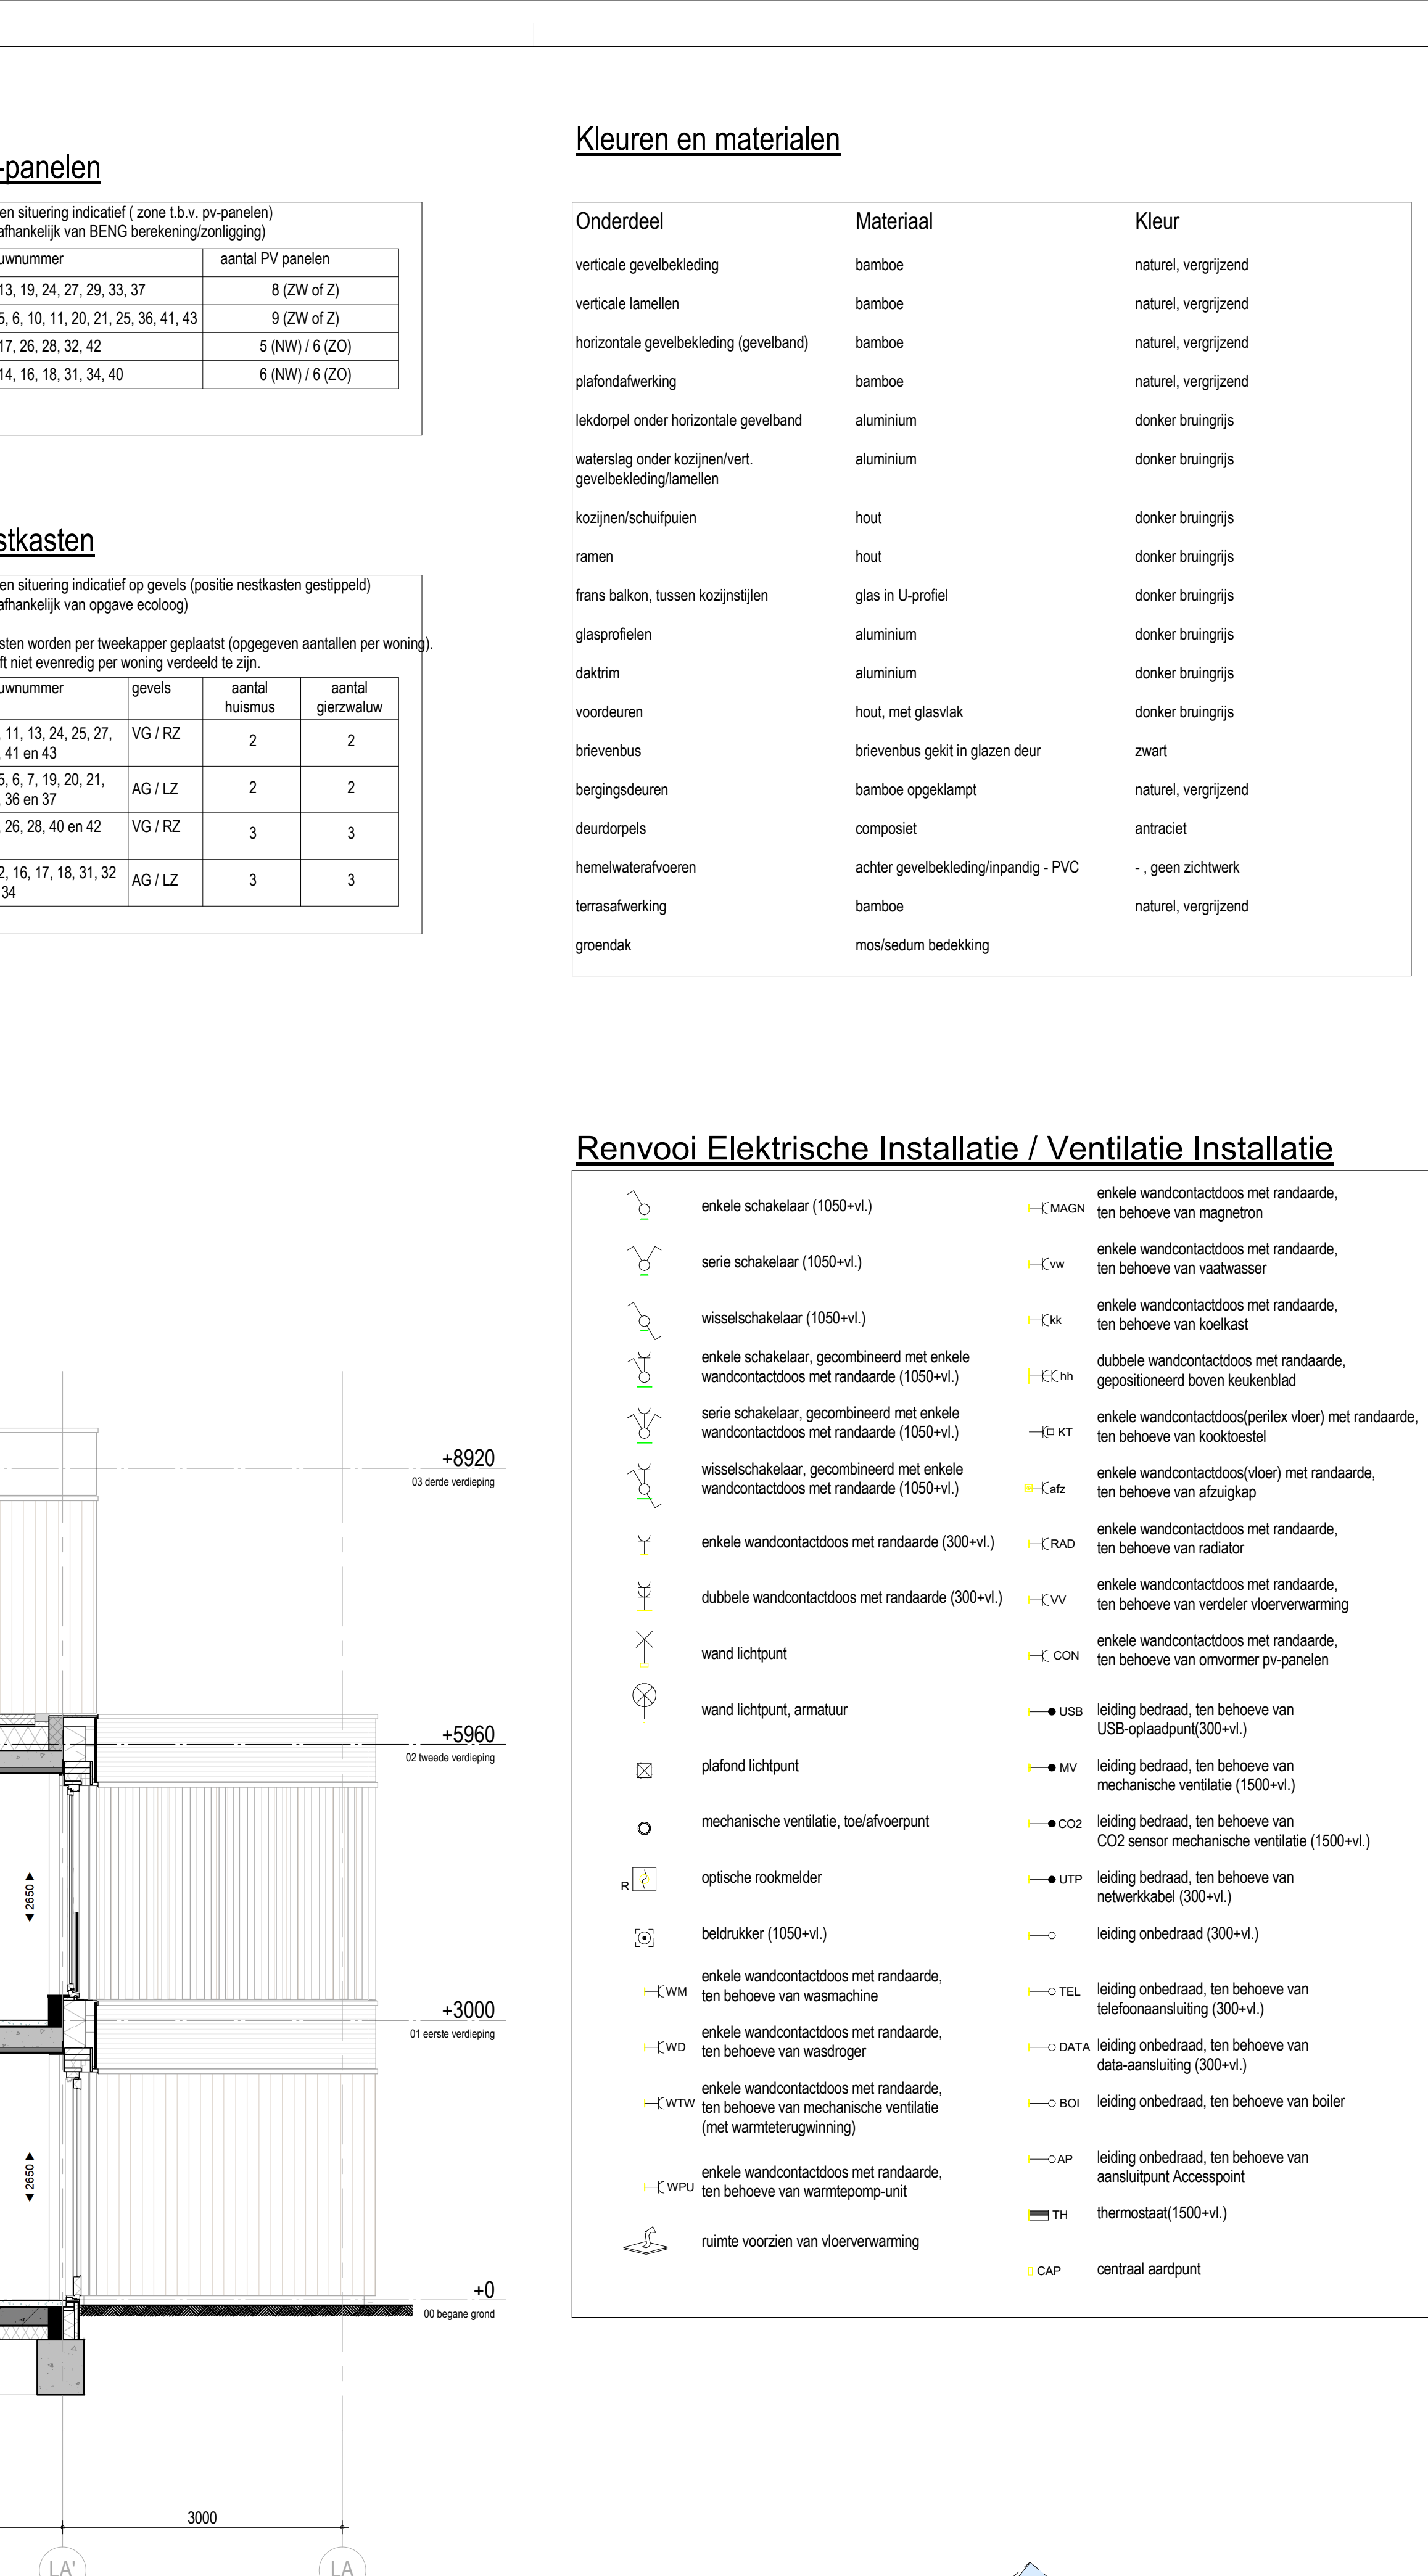 -panelen
en situering indicatief ( zone t.b.v. pv-panelen)
afhankelijk van BENG berekening/zonligging)
uwnummer aantal PV panelen
13, 19, 24, 27, 29, 33, 37 8 (ZW of Z)
5, 6, 10, 11, 20, 21, 25, 36, 41, 43 9 (ZW of Z)
17, 26, 28, 32, 42 5 (NW) / 6 (ZO)
14, 16, 18, 31, 34, 40 6 (NW) / 6 (ZO)
stkasten
en situering indicatief op gevels (positie nestkasten gestippeld)
afhankelijk van opgave ecoloog)
sten worden per tweekapper geplaatst (opgegeven aantallen per woning).
ft niet evenredig per woning verdeeld te zijn.
uwnummer gevels aantal aantal
huismus gierzwaluw
, 11, 13, 24, 25, 27, VG / RZ 2 2
, 41 en 43
5, 6, 7, 19, 20, 21, AG / LZ 2 2
, 36 en 37
, 26, 28, 40 en 42 VG / RZ 3 3
2, 16, 17, 18, 31, 32 AG / LZ 3 3
34
Kleuren en materialen
Onderdeel Materiaal Kleur
verticale gevelbekleding bamboe naturel, vergrijzend
verticale lamellen bamboe naturel, vergrijzend
horizontale gevelbekleding (gevelband) bamboe naturel, vergrijzend
plafondafwerking bamboe naturel, vergrijzend
lekdorpel onder horizontale gevelband aluminium donker bruingrijs
waterslag onder kozijnen/vert. aluminium donker bruingrijs
gevelbekleding/lamellen
kozijnen/schuifpuien hout donker bruingrijs
ramen hout donker bruingrijs
frans balkon, tussen kozijnstijlen glas in U-profiel donker bruingrijs
glasprofielen aluminium donker bruingrijs
daktrim aluminium donker bruingrijs
voordeuren hout, met glasvlak donker bruingrijs
brievenbus brievenbus gekit in glazen deur zwart
bergingsdeuren bamboe opgeklampt naturel, vergrijzend
deurdorpels composiet antraciet
hemelwaterafvoeren achter gevelbekleding/inpandig - PVC - , geen zichtwerk
terrasafwerking bamboe naturel, vergrijzend
groendak mos/sedum bedekking
Renvooi Elektrische Installatie / Ventilatie Installatie
enkele schakelaar (1050+vl.)
serie schakelaar (1050+vl.)
wisselschakelaar (1050+vl.)
enkele schakelaar, gecombineerd met enkele
wandcontactdoos met randaarde (1050+vl.)
serie schakelaar, gecombineerd met enkele
wandcontactdoos met randaarde (1050+vl.)
wisselschakelaar, gecombineerd met enkele
wandcontactdoos met randaarde (1050+vl.)
enkele wandcontactdoos met randaarde (300+vl.)
dubbele wandcontactdoos met randaarde (300+vl.)
wand lichtpunt
wand lichtpunt, armatuur
plafond lichtpunt
mechanische ventilatie, toe/afvoerpunt
R optische rookmelder
beldrukker (1050+vl.)
WM enkele wandcontactdoos met randaarde,
ten behoeve van wasmachine
WD enkele wandcontactdoos met randaarde,
ten behoeve van wasdroger
WTW enkele wandcontactdoos met randaarde,
ten behoeve van mechanische ventilatie
(met warmteterugwinning)
WPU enkele wandcontactdoos met randaarde,
ten behoeve van warmtepomp-unit
ruimte voorzien van vloerverwarming
MAGN enkele wandcontactdoos met randaarde,
ten behoeve van magnetron
vw enkele wandcontactdoos met randaarde,
ten behoeve van vaatwasser
kk enkele wandcontactdoos met randaarde,
ten behoeve van koelkast
hh dubbele wandcontactdoos met randaarde,
gepositioneerd boven keukenblad
KT enkele wandcontactdoos(perilex vloer) met randaarde,
ten behoeve van kooktoestel
afz enkele wandcontactdoos(vloer) met randaarde,
ten behoeve van afzuigkap
RAD enkele wandcontactdoos met randaarde,
ten behoeve van radiator
VV enkele wandcontactdoos met randaarde,
ten behoeve van verdeler vloerverwarming
CON enkele wandcontactdoos met randaarde,
ten behoeve van omvormer pv-panelen
USB leiding bedraad, ten behoeve van
USB-oplaadpunt(300+vl.)
MV leiding bedraad, ten behoeve van
mechanische ventilatie (1500+vl.)
CO2 leiding bedraad, ten behoeve van
CO2 sensor mechanische ventilatie (1500+vl.)
UTP leiding bedraad, ten behoeve van
netwerkkabel (300+vl.)
leiding onbedraad (300+vl.)
TEL leiding onbedraad, ten behoeve van
telefoonaansluiting (300+vl.)
DATA leiding onbedraad, ten behoeve van
data-aansluiting (300+vl.)
BOI leiding onbedraad, ten behoeve van boiler
AP leiding onbedraad, ten behoeve van
aansluitpunt Accesspoint
TH thermostaat(1500+vl.)
CAP centraal aardpunt
+8920
03 derde verdieping
+5960
02 tweede verdieping
2650
+3000
01 eerste verdieping
2650
+0
00 begane grond
3000
LA' LA